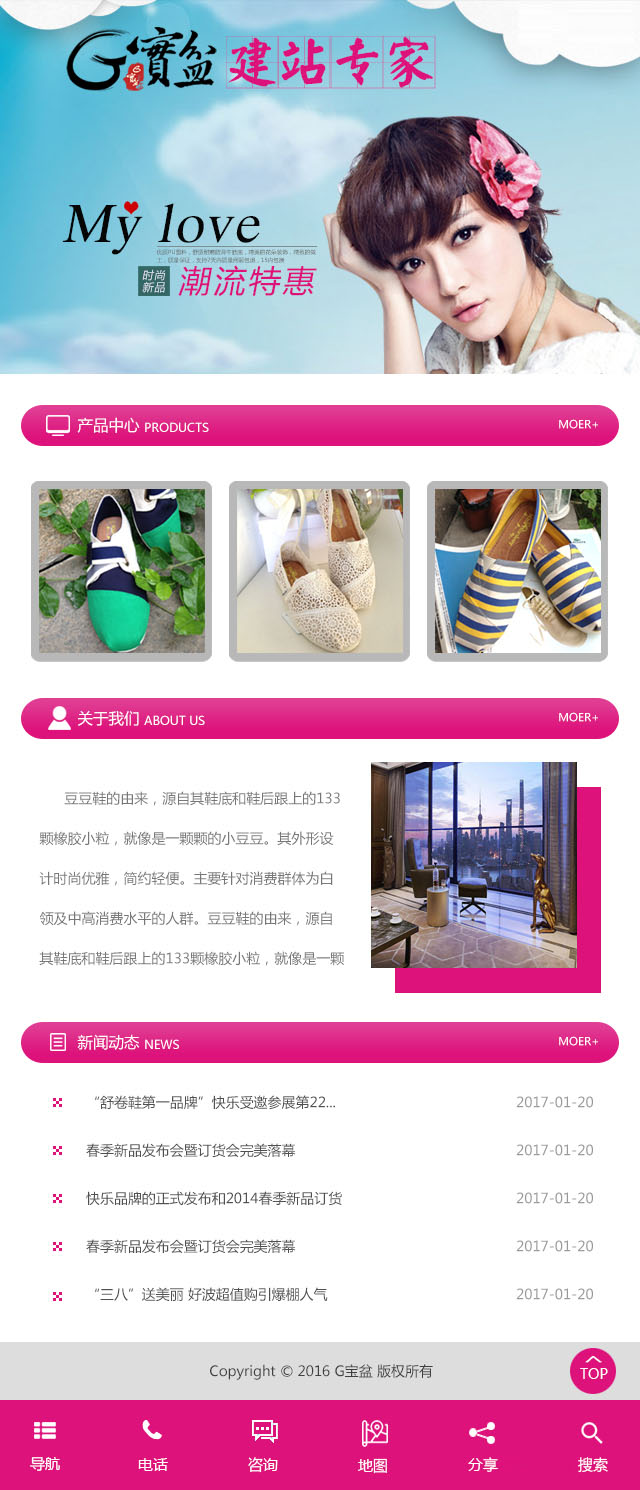 G寶盆 建站专家
My love
时尚
新品
潮流特惠
产品中心 PRODUCTS
MOER+
关于我们 ABOUT US
MOER+
豆豆鞋的由来，源自其鞋底和鞋后跟上的133
颗橡胶小粒，就像是一颗颗的小豆豆。其外形设
计时尚优雅，简约轻便。主要针对消费群体为白
领及中高消费水平的人群。豆豆鞋的由来，源自
其鞋底和鞋后跟上的133颗橡胶小粒，就像是一颗
新闻动态 NEWS
MOER+
“舒卷鞋第一品牌”快乐受邀参展第22... 2017-01-20
春季新品发布会暨订货会完美落幕 2017-01-20
快乐品牌的正式发布和2014春季新品订货 2017-01-20
春季新品发布会暨订货会完美落幕 2017-01-20
“三八”送美丽 好波超值购引爆棚人气 2017-01-20
Copyright © 2016 G宝盆 版权所有
TOP
导航 电话 咨询 地图 分享 搜索